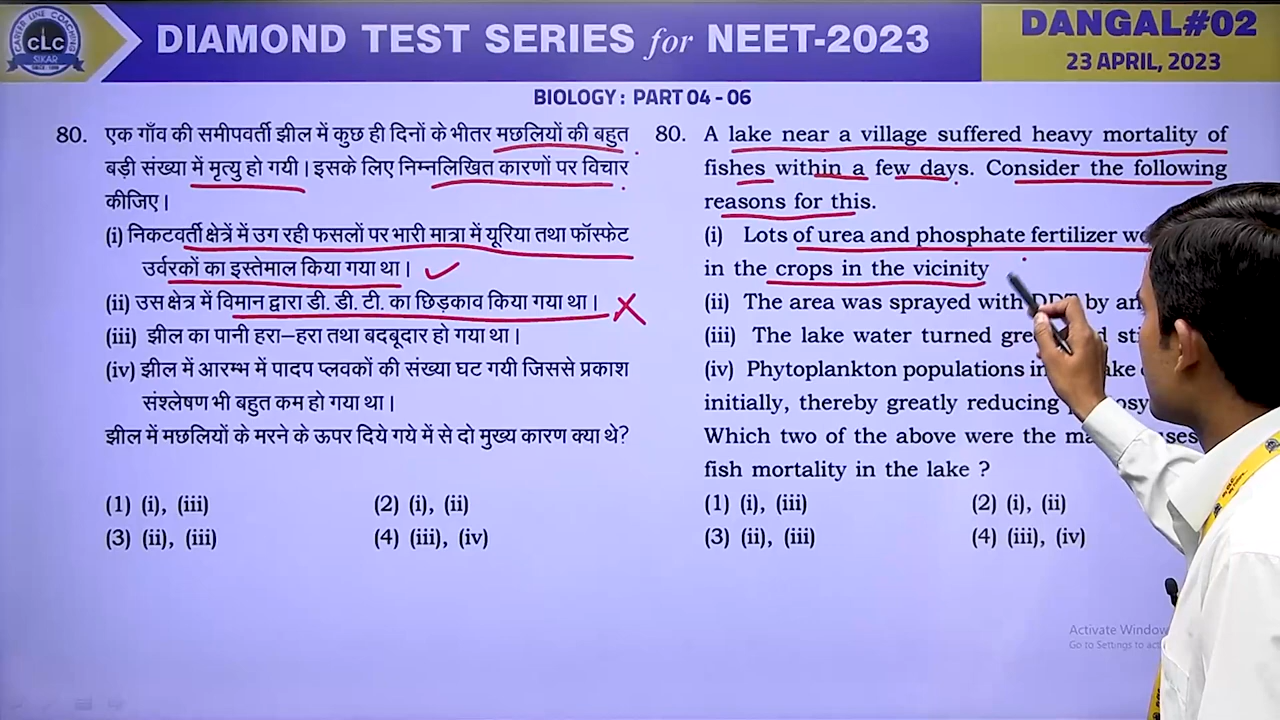 CAREER LINE COACHING
CLC
SIKAR
DIAMOND TEST SERIES for NEET-2023
DANGAL#02
23 APRIL, 2023
BIOLOGY : PART 04 - 06
80. एक गाँव की समीपवर्ती झील में कुछ ही दिनों के भीतर मछलियों की बहुत
बड़ी संख्या में मृत्यु हो गयी। इसके लिए निम्नलिखित कारणों पर विचार
कीजिए।
(i) निकटवर्ती क्षेत्रें में उग रही फसलों पर भारी मात्रा में यूरिया तथा फॉस्फेट
उर्वरकों का इस्तेमाल किया गया था।
(ii) उस क्षेत्र में विमान द्वारा डी. डी. टी. का छिड़काव किया गया था।
(iii) झील का पानी हरा–हरा तथा बदबूदार हो गया था।
(iv) झील में आरम्भ में पादप प्लवकों की संख्या घट गयी जिससे प्रकाश
संश्लेषण भी बहुत कम हो गया था।
झील में मछलियों के मरने के ऊपर दिये गये में से दो मुख्य कारण क्या थे?
(1) (i), (iii) (2) (i), (ii)
(3) (ii), (iii) (4) (iii), (iv)
80. A lake near a village suffered heavy mortality of
fishes within a few days. Consider the following
reasons for this.
(i) Lots of urea and phosphate fertilizer
in the crops in the vicinity
(ii) The area was sprayed with DDT by
(iii) The lake water turned
(iv) Phytoplankton populations in
initially, thereby greatly reducing
Which two of the above were the
fish mortality in the lake ?
(1) (i), (iii) (2) (i), (ii)
(3) (ii), (iii) (4) (iii), (iv)
Activate Window
Go to Settings to